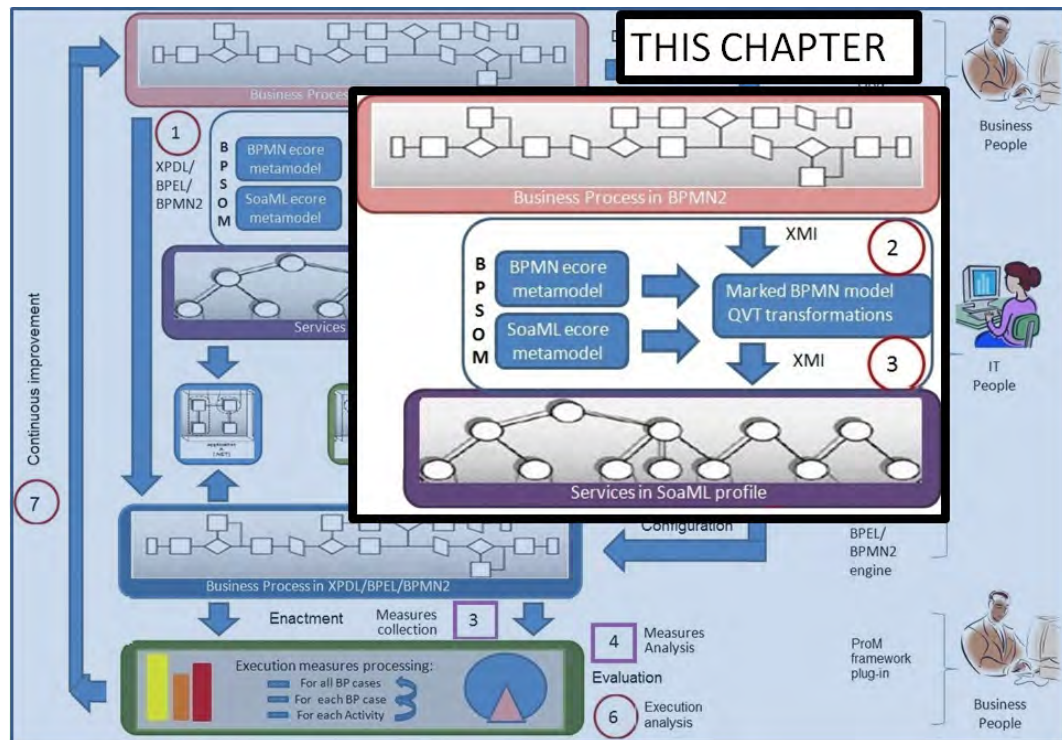 THIS CHAPTER
Business Proces
Business
People
1
XPDL/
BPEL/
BPMN2
BPSOM
BPMN ecore
metamodel
SoaML ecore
metamodel
Services
Business Process in BPMN2
XMI
2
BPSOM
BPMN ecore
metamodel
SoaML ecore
metamodel
Marked BPMN model
QVT transformations
XMI
3
Services in SoaML profile
IT
People
Continuous improvement
7
Configuration
BPEL/
BPMN2
engine
Business Process in XPDL/BPEL/BPMN2
Enactment
Measures
collection
3
4
Measures
Analysis
Evaluation
6
Execution
analysis
Execution measures processing:
For all BP cases
For each BP case
For each Activity
ProM
framework
plug-in
Business
People